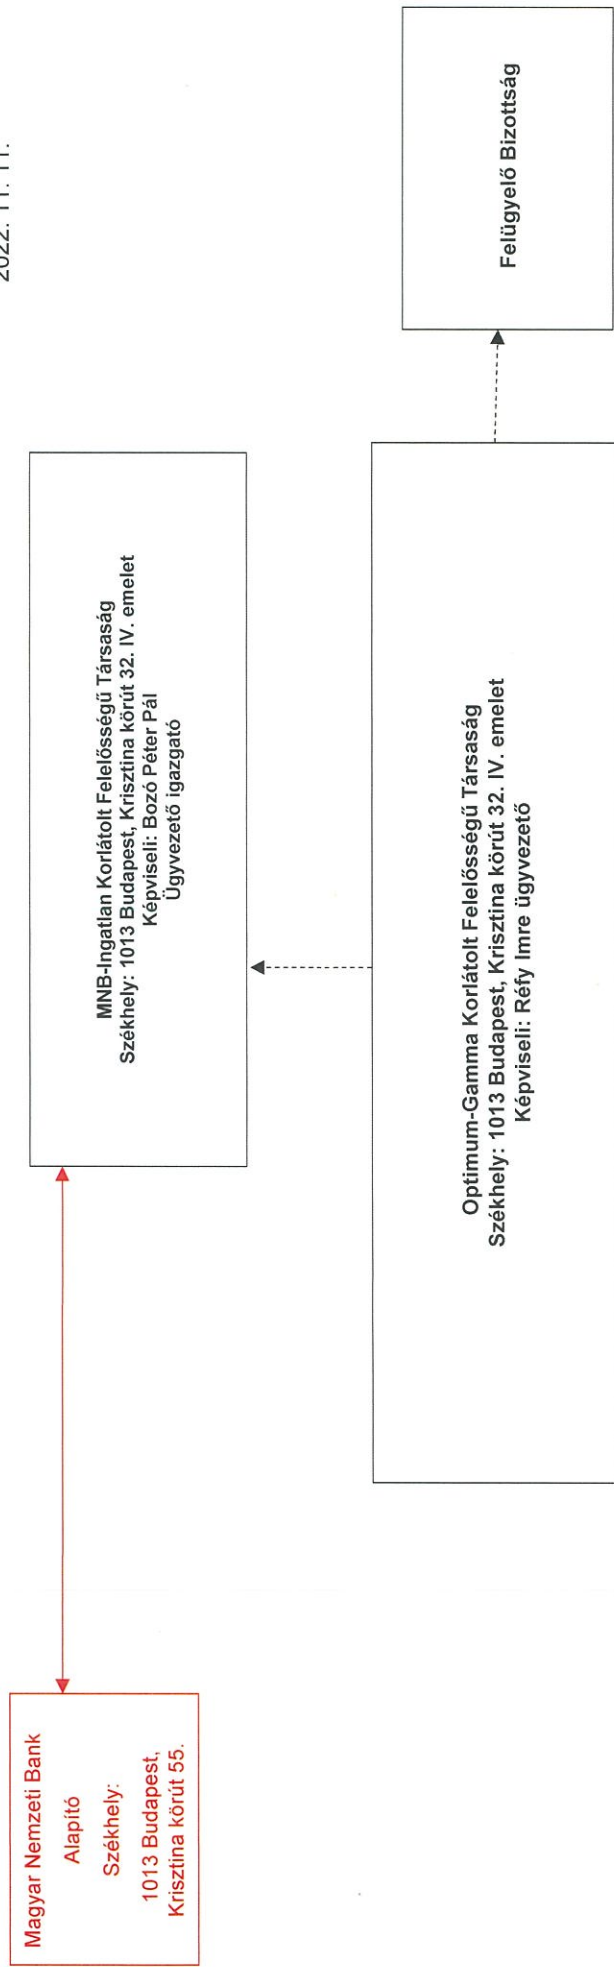 2022. 11. 11.
Magyar Nemzeti Bank
Alapító
Székhely:
1013 Budapest,
Krisztina körút 55.
MNB-Ingatlan Korlátolt Felelősségű Társaság
Székhely: 1013 Budapest, Krisztina körút 32. IV. emelet
Képviseli: Bozó Péter Pál
Ügyvezető igazgató
Optimum-Gamma Korlátolt Felelősségű Társaság
Székhely: 1013 Budapest, Krisztina körút 32. IV. emelet
Képviseli: Réfy Imre ügyvezető
Felügyelő Bizottság